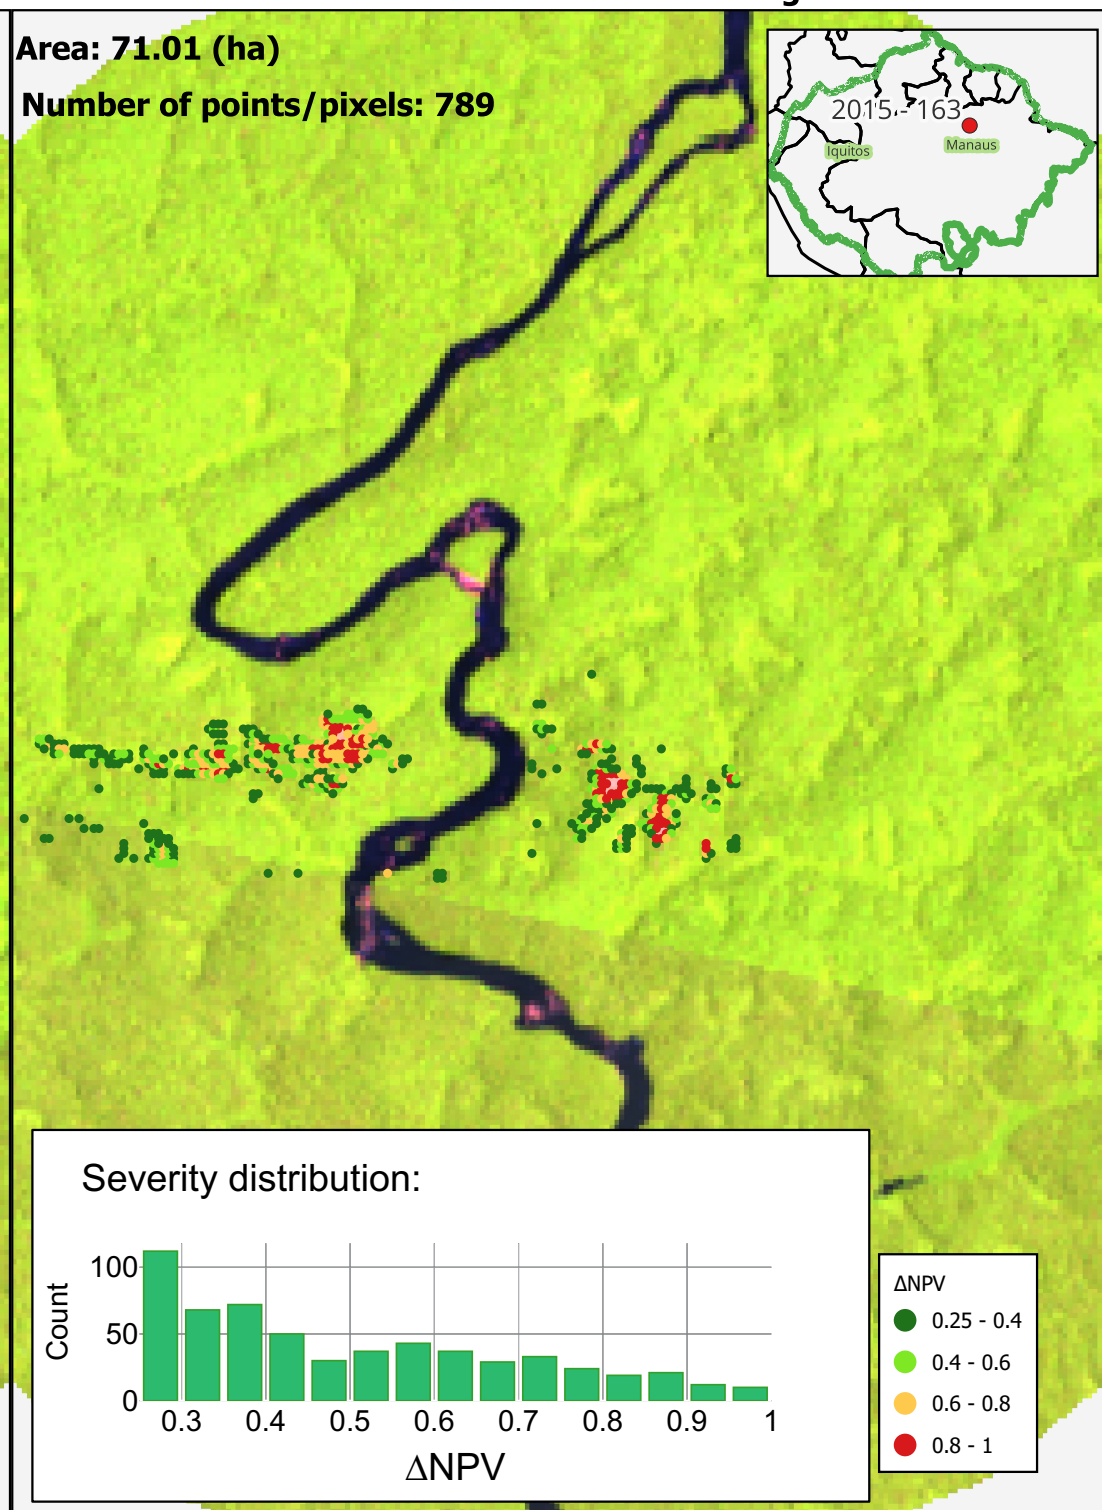 Area: 71.01 (ha)
Number of points/pixels: 789
2015 - 163
Iquitos
Manaus
Severity distribution:
Count
100
50
0
0.3 0.4 0.5 0.6 0.7 0.8 0.9 1
ΔNPV
ΔNPV
0.25 - 0.4
0.4 - 0.6
0.6 - 0.8
0.8 - 1